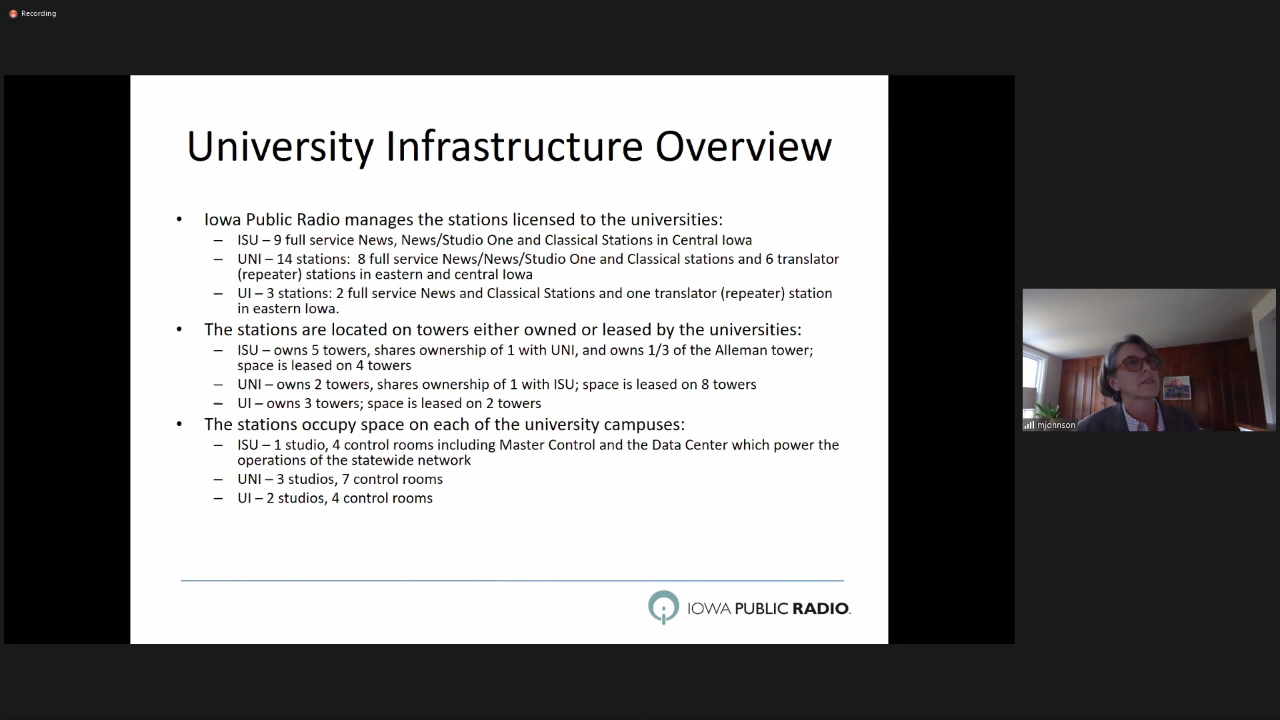 Recording
University Infrastructure Overview
• Iowa Public Radio manages the stations licensed to the universities:
– ISU – 9 full service News, News/Studio One and Classical Stations in Central Iowa
– UNI – 14 stations:  8 full service News/News/Studio One and Classical stations and 6 translator
(repeater) stations in eastern and central Iowa
– UI – 3 stations: 2 full service News and Classical Stations and one translator (repeater) station
in eastern Iowa.
• The stations are located on towers either owned or leased by the universities:
– ISU – owns 5 towers, shares ownership of 1 with UNI, and owns 1/3 of the Alleman tower;
space is leased on 4 towers
– UNI – owns 2 towers, shares ownership of 1 with ISU; space is leased on 8 towers
– UI – owns 3 towers; space is leased on 2 towers
• The stations occupy space on each of the university campuses:
– ISU – 1 studio, 4 control rooms including Master Control and the Data Center which power the
operations of the statewide network
– UNI – 3 studios, 7 control rooms
– UI – 2 studios, 4 control rooms
IOWA PUBLIC RADIO.
mjohnson